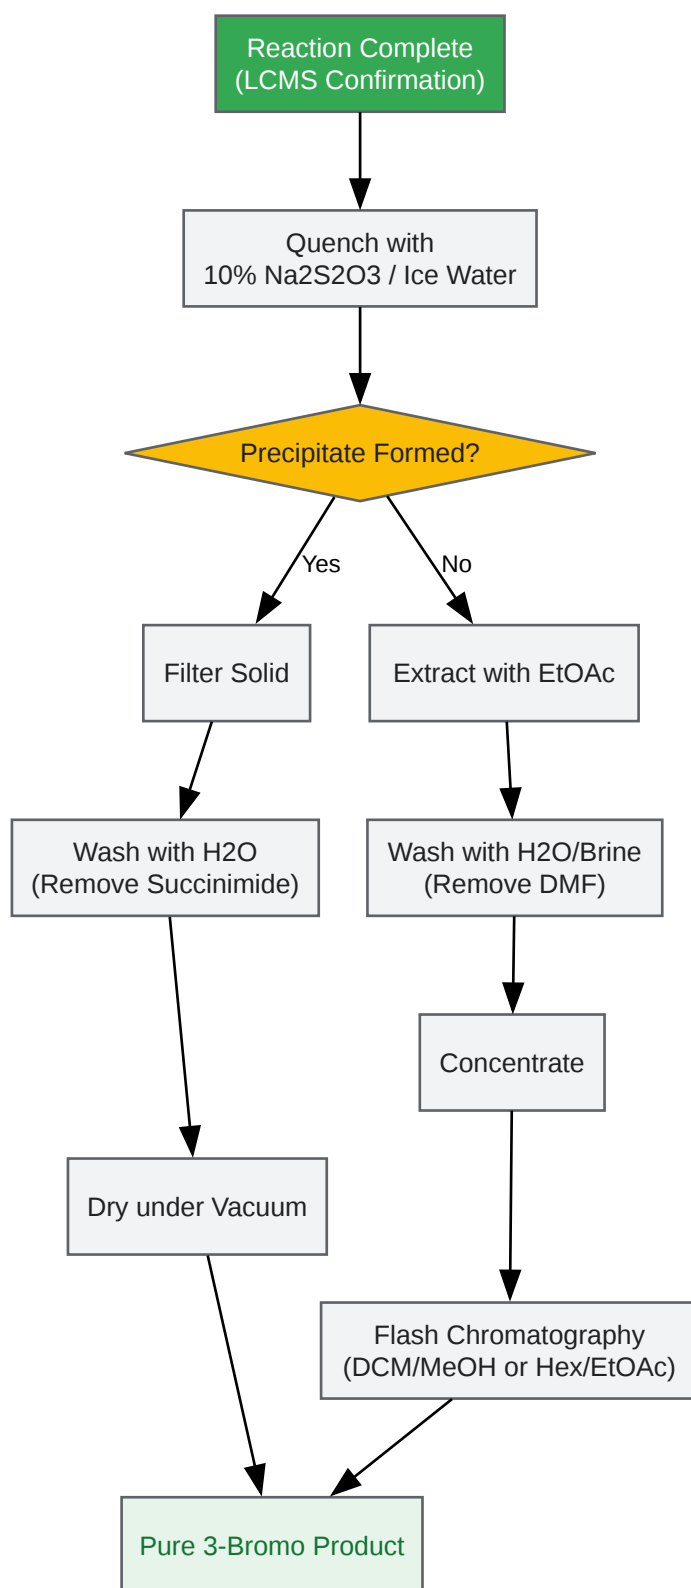 Reaction Complete
(LCMS Confirmation)
Quench with
10% Na2S2O3 / Ice Water
Precipitate Formed?
Yes
No
Filter Solid
Extract with EtOAc
Wash with H2O
(Remove Succinimide)
Wash with H2O/Brine
(Remove DMF)
Concentrate
Dry under Vacuum
Flash Chromatography
(DCM/MeOH or Hex/EtOAc)
Pure 3-Bromo Product